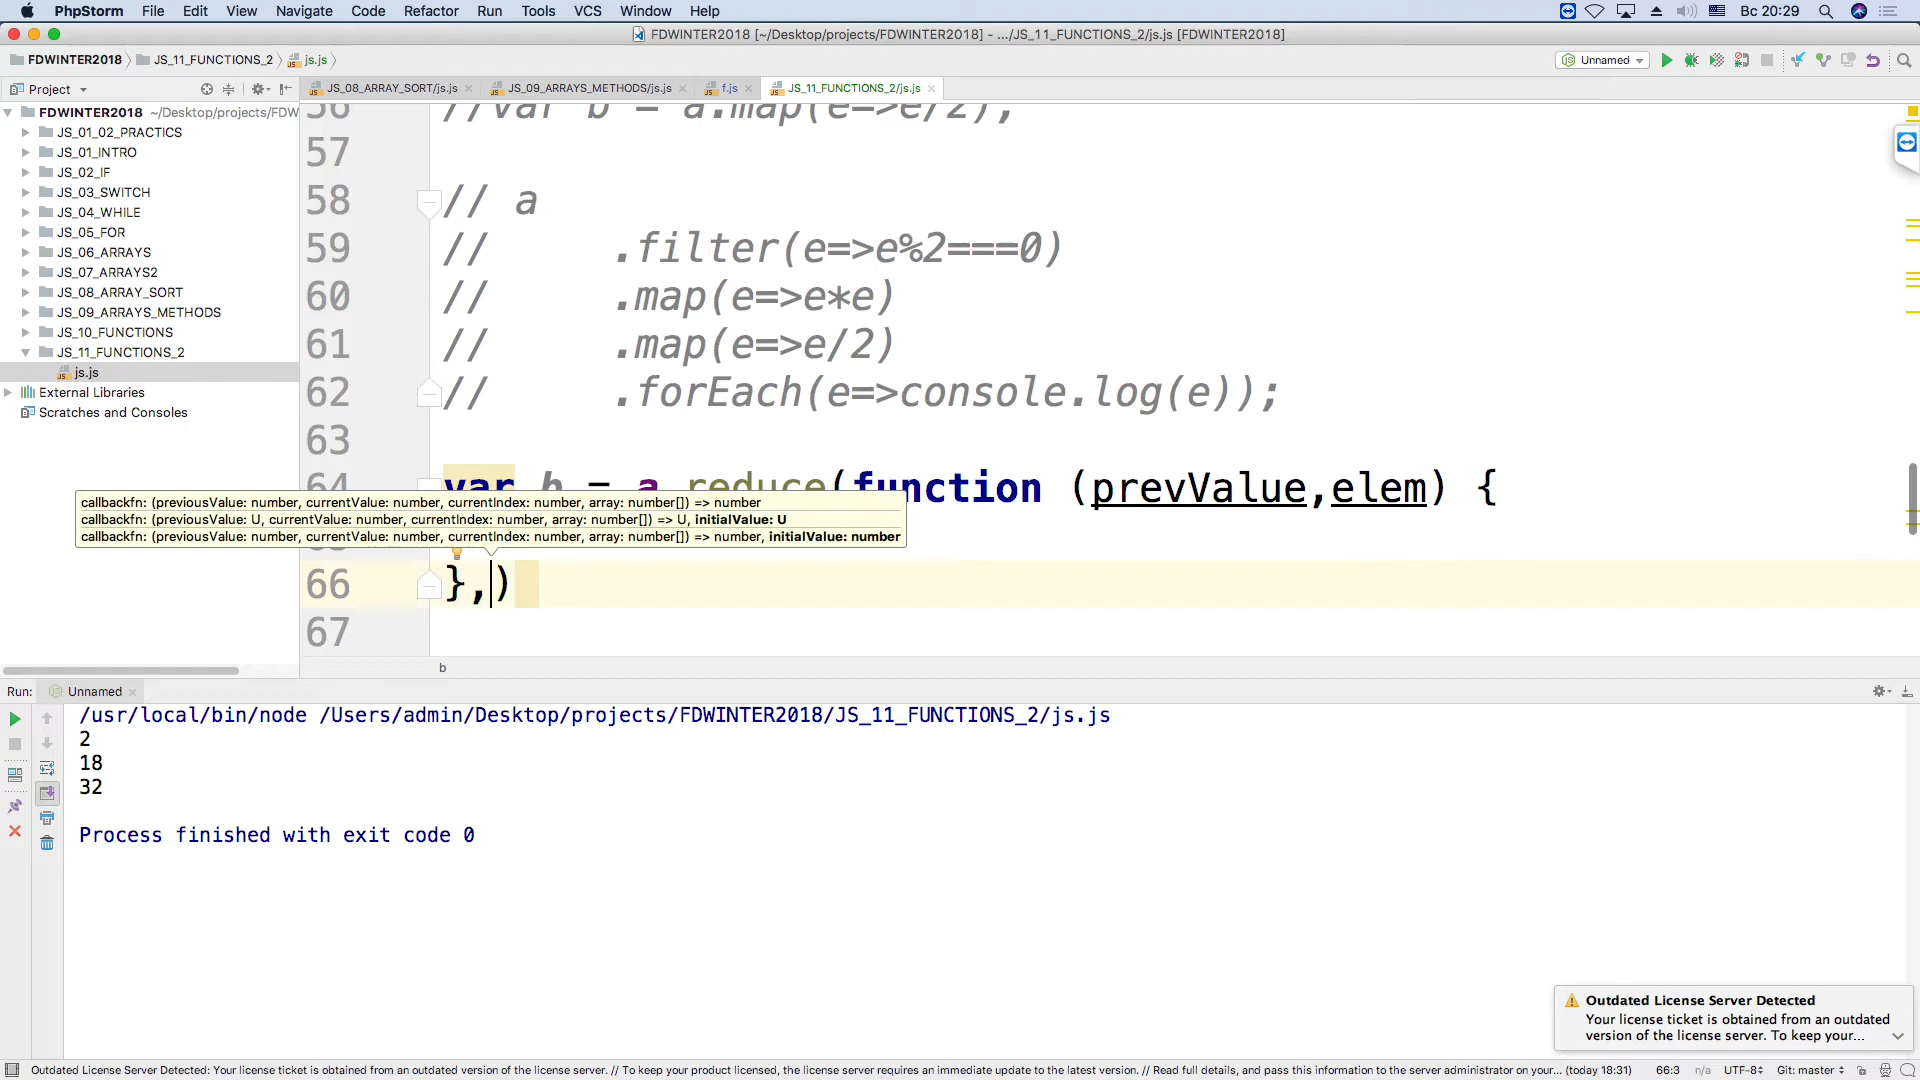 PhpStorm File Edit View Navigate Code Refactor Run Tools VCS Window Help Вс 20:29
FDWINTER2018 [~/Desktop/projects/FDWINTER2018] - .../JS_11_FUNCTIONS_2/js.js [FDWINTER2018]
FDWINTER2018 JS_11_FUNCTIONS_2 js.js Unnamed
Project JS_08_ARRAY_SORT/js.js JS_09_ARRAYS_METHODS/js.js f.js JS_11_FUNCTIONS_2/js.js
FDWINTER2018 ~/Desktop/projects/FDW
JS_01_02_PRACTICS
JS_01_INTRO
JS_02_IF
JS_03_SWITCH
JS_04_WHILE
JS_05_FOR
JS_06_ARRAYS
JS_07_ARRAYS2
JS_08_ARRAY_SORT
JS_09_ARRAYS_METHODS
JS_10_FUNCTIONS
JS_11_FUNCTIONS_2
js.js
External Libraries
Scratches and Consoles
56 //var b = a.map(e=>e/2);
57
58 // a
59 // .filter(e=>e%2===0)
60 // .map(e=>e*e)
61 // .map(e=>e/2)
62 // .forEach(e=>console.log(e));
63
64 var b = a.reduce(function (prevValue,elem) {
callbackfn: (previousValue: number, currentValue: number, currentIndex: number, array: number[]) => number
callbackfn: (previousValue: U, currentValue: number, currentIndex: number, array: number[]) => U, initialValue: U
callbackfn: (previousValue: number, currentValue: number, currentIndex: number, array: number[]) => number, initialValue: number
66 },)
67
b
Run: Unnamed
/usr/local/bin/node /Users/admin/Desktop/projects/FDWINTER2018/JS_11_FUNCTIONS_2/js.js
2
18
32
Process finished with exit code 0
Outdated License Server Detected
Your license ticket is obtained from an outdated
version of the license server. To keep your...
Outdated License Server Detected: Your license ticket is obtained from an outdated version of the license server. // To keep your product licensed, the license server requires an immediate update to the latest version. // Read full details, and pass this information to the server administrator on your... (today 18:31) 66:3 n/a UTF-8 Git: master